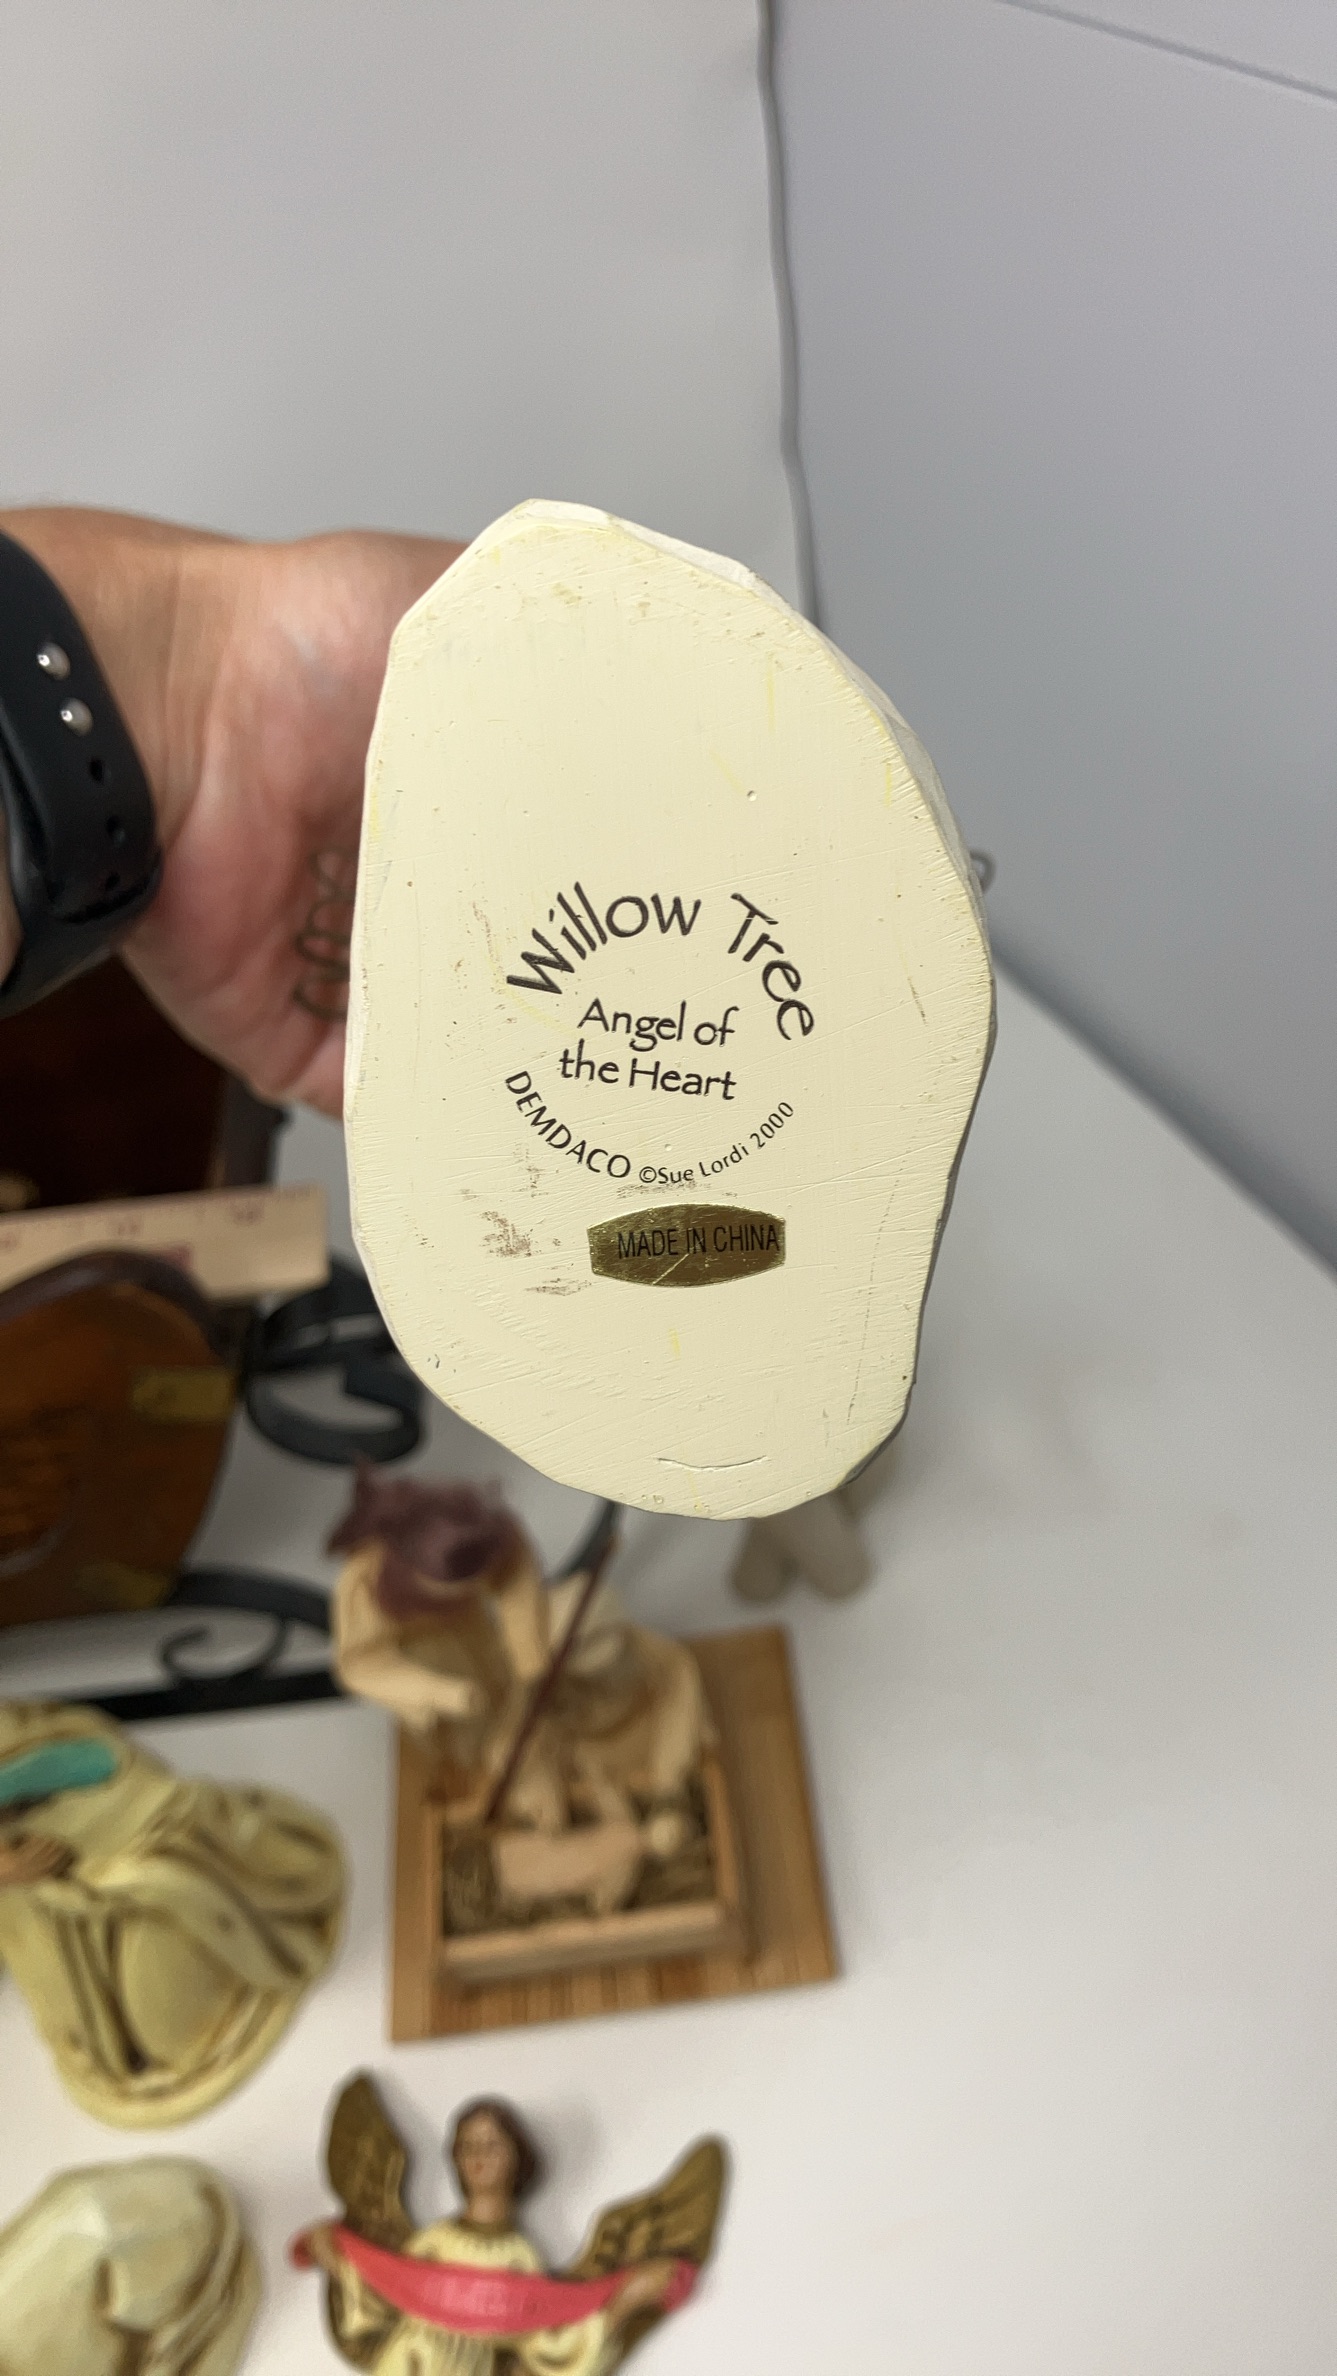 Willow Tree
Angel of
the Heart
DEMDACO ©Sue Lordi 2000
MADE IN CHINA